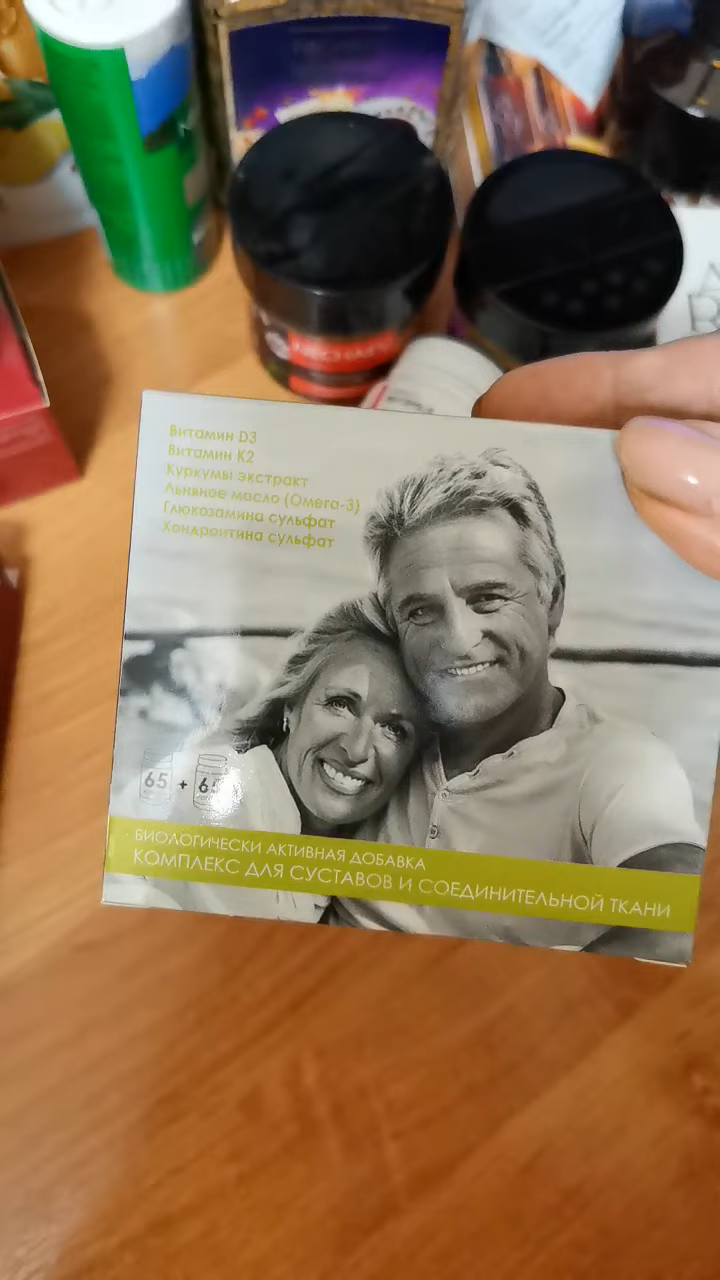 Витамин D3
Витамин К2
Куркумы экстракт
Льняное масло (Омега-3)
Глюкозамина сульфат
Хондроитина сульфат
65 + 65
БИОЛОГИЧЕСКИ АКТИВНАЯ ДОБАВКА
КОМПЛЕКС ДЛЯ СУСТАВОВ И СОЕДИНИТЕЛЬНОЙ ТКАНИ